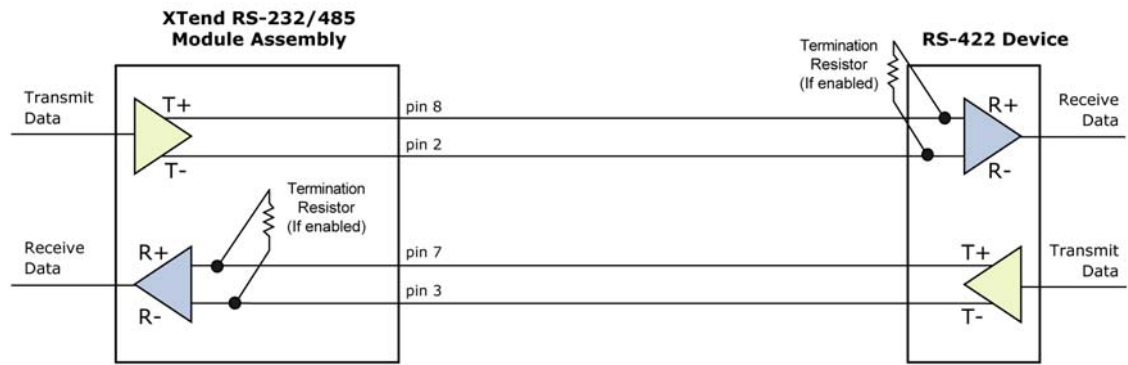 XTend RS-232/485
Module Assembly
RS-422 Device
Termination
Resistor
(If enabled)
Transmit
Data
T+
T-
pin 8
pin 2
R+
R-
Receive
Data
Termination
Resistor
(If enabled)
Receive
Data
R+
R-
pin 7
pin 3
T+
T-
Transmit
Data